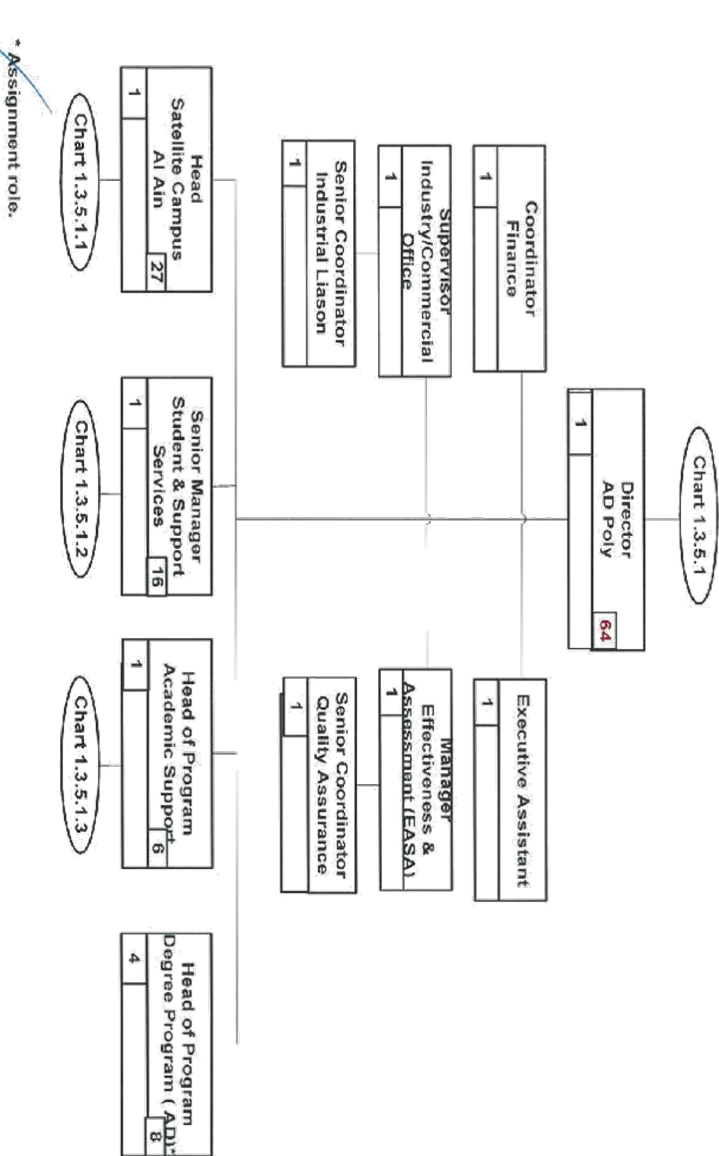 Chart 1.3.5.1
Director
AD Poly
64
1
Coordinator
Finance
1
Executive Assistant
1
Supervisor
Industry/Commercial
Office
1
Manager
Effectiveness &
Assessment (EASA)
1
Senior Coordinator
Industrial Liason
1
Senior Coordinator
Quality Assurance
1
Head
Satellite Campus
Al Ain
27
1
Senior Manager
Student & Support
Services
16
1
Head of Program
Academic Support
6
1
Head of Program
Degree Program ( AD)*
8
4
Chart 1.3.5.1.1
Chart 1.3.5.1.2
Chart 1.3.5.1.3
* Assignment role.